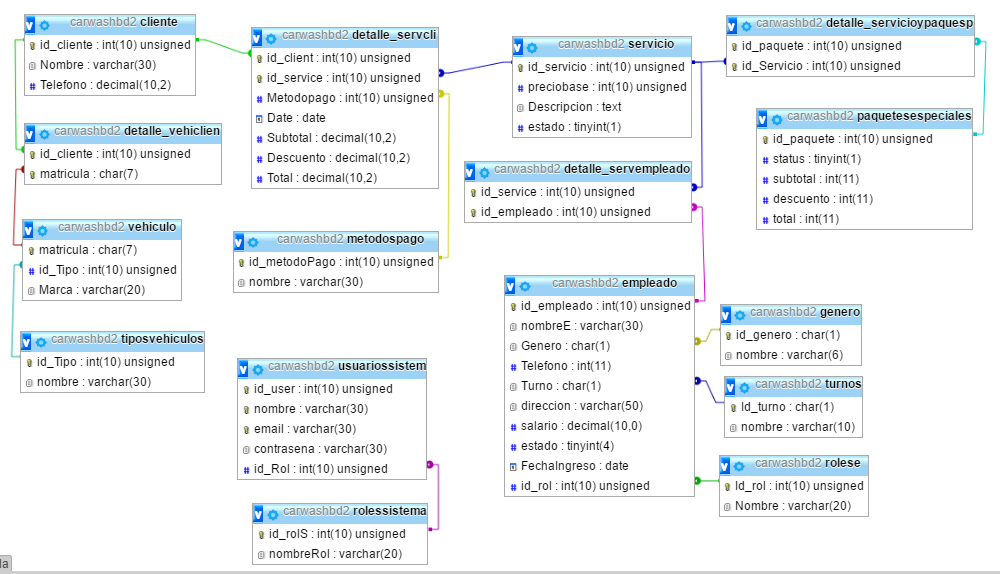 carwashbd2 cliente
id_cliente : int(10) unsigned
Nombre : varchar(30)
Telefono : decimal(10,2)
carwashbd2 detalle_vehiclien
id_cliente : int(10) unsigned
matricula : char(7)
carwashbd2 vehiculo
matricula : char(7)
id_Tipo : int(10) unsigned
Marca : varchar(20)
carwashbd2 tiposvehiculos
id_Tipo : int(10) unsigned
nombre : varchar(30)
carwashbd2 detalle_servcli
id_client : int(10) unsigned
id_service : int(10) unsigned
Metodopago : int(10) unsigned
Date : date
Subtotal : decimal(10,2)
Descuento : decimal(10,2)
Total : decimal(10,2)
carwashbd2 metodospago
id_metodoPago : int(10) unsigned
nombre : varchar(30)
carwashbd2 usuariossistem
id_user : int(10) unsigned
nombre : varchar(30)
email : varchar(30)
contrasena : varchar(30)
id_Rol : int(10) unsigned
carwashbd2 rolessistema
id_rolS : int(10) unsigned
nombreRol : varchar(20)
carwashbd2 servicio
id_servicio : int(10) unsigned
preciobase : int(10) unsigned
Descripcion : text
estado : tinyint(1)
carwashbd2 detalle_servempleado
id_service : int(10) unsigned
id_empleado : int(10) unsigned
carwashbd2 empleado
id_empleado : int(10) unsigned
nombreE : varchar(30)
Genero : char(1)
Telefono : int(11)
Turno : char(1)
direccion : varchar(50)
salario : decimal(10,0)
estado : tinyint(4)
FechaIngreso : date
id_rol : int(10) unsigned
carwashbd2 detalle_servicioypaquesp
id_paquete : int(10) unsigned
id_Servicio : int(10) unsigned
carwashbd2 paquetesespeciales
id_paquete : int(10) unsigned
status : tinyint(1)
subtotal : int(11)
descuento : int(11)
total : int(11)
carwashbd2 genero
id_genero : char(1)
nombre : varchar(6)
carwashbd2 turnos
Id_turno : char(1)
nombre : varchar(10)
carwashbd2 rolese
Id_rol : int(10) unsigned
Nombre : varchar(20)
la